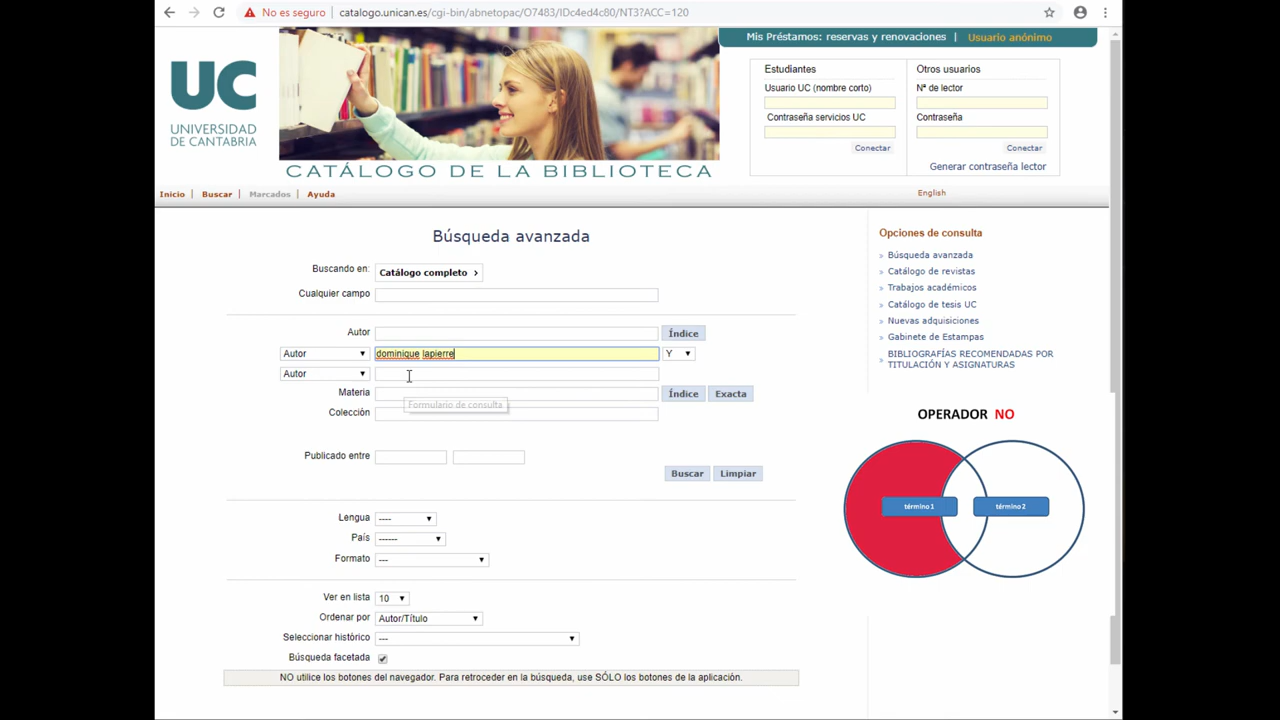 No es seguro | catalogo.unican.es/cgi-bin/abnetopac/O7483/IDc4ed4c80/NT3?ACC=120
UC
UNIVERSIDAD
DE CANTABRIA
CATÁLOGO DE LA BIBLIOTECA
Mis Préstamos: reservas y renovaciones | Usuario anónimo
Estudiantes
Usuario UC (nombre corto)
Contraseña servicios UC
Conectar
Otros usuarios
Nª de lector
Contraseña
Conectar
Generar contraseña lector
Inicio | Buscar | Marcados | Ayuda
English
Búsqueda avanzada
Buscando en: Catálogo completo ›
Cualquier campo
Autor Índice
Autor dominique lapierre Y
Autor
Materia Índice Exacta
Formulario de consulta
Colección
Publicado entre
Buscar Limpiar
Lengua ----
País ------
Formato ---
Ver en lista 10
Ordenar por Autor/Título
Seleccionar histórico ---
Búsqueda facetada
NO utilice los botones del navegador. Para retroceder en la búsqueda, use SÓLO los botones de la aplicación.
Opciones de consulta
» Búsqueda avanzada
» Catálogo de revistas
» Trabajos académicos
» Catálogo de tesis UC
» Nuevas adquisiciones
» Gabinete de Estampas
» BIBLIOGRAFÍAS RECOMENDADAS POR
TITULACIÓN Y ASIGNATURAS
OPERADOR NO
término 1
término 2